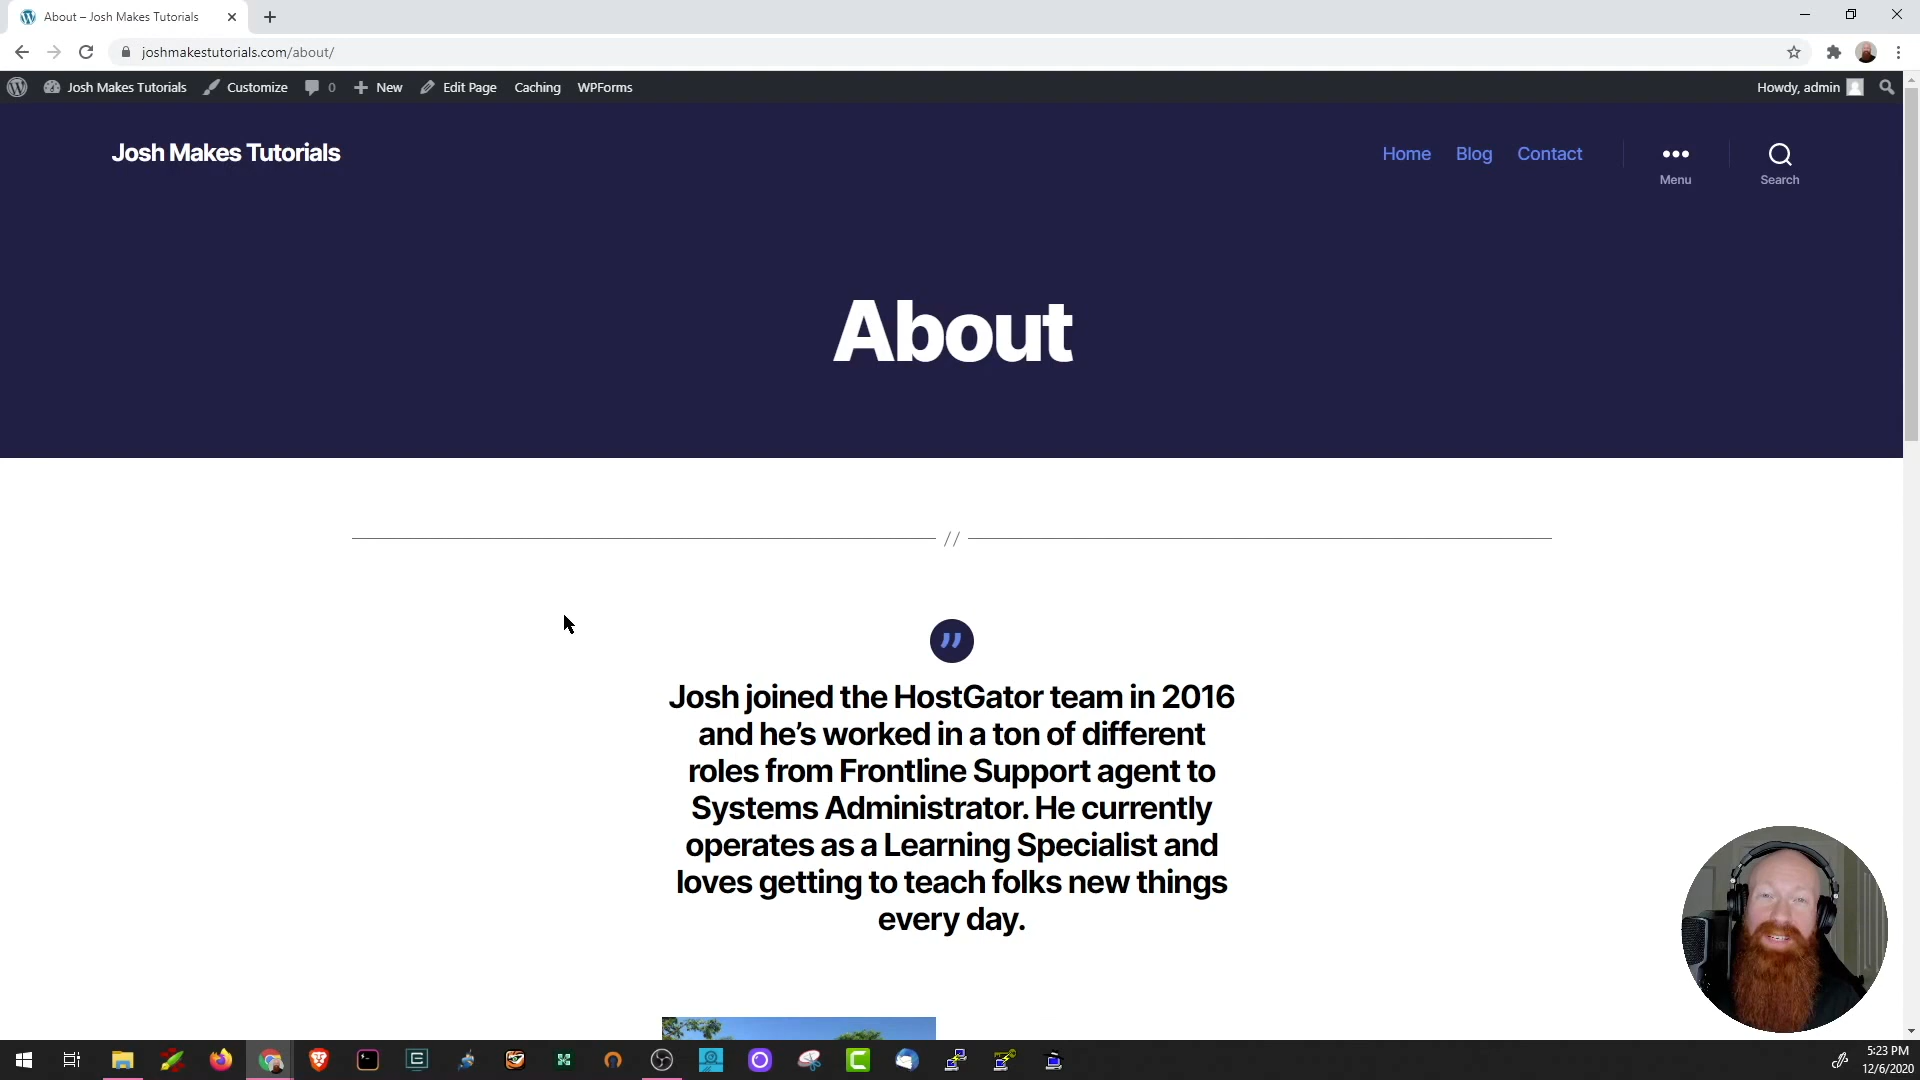 About – Josh Makes Tutorials
joshmakestutorials.com/about/
Josh Makes Tutorials Customize 0 New Edit Page Caching WPForms Howdy, admin
Josh Makes Tutorials
Home Blog Contact
Menu Search
About
//
Josh joined the HostGator team in 2016
and he’s worked in a ton of different
roles from Frontline Support agent to
Systems Administrator. He currently
operates as a Learning Specialist and
loves getting to teach folks new things
every day.
5:23 PM
12/6/2020